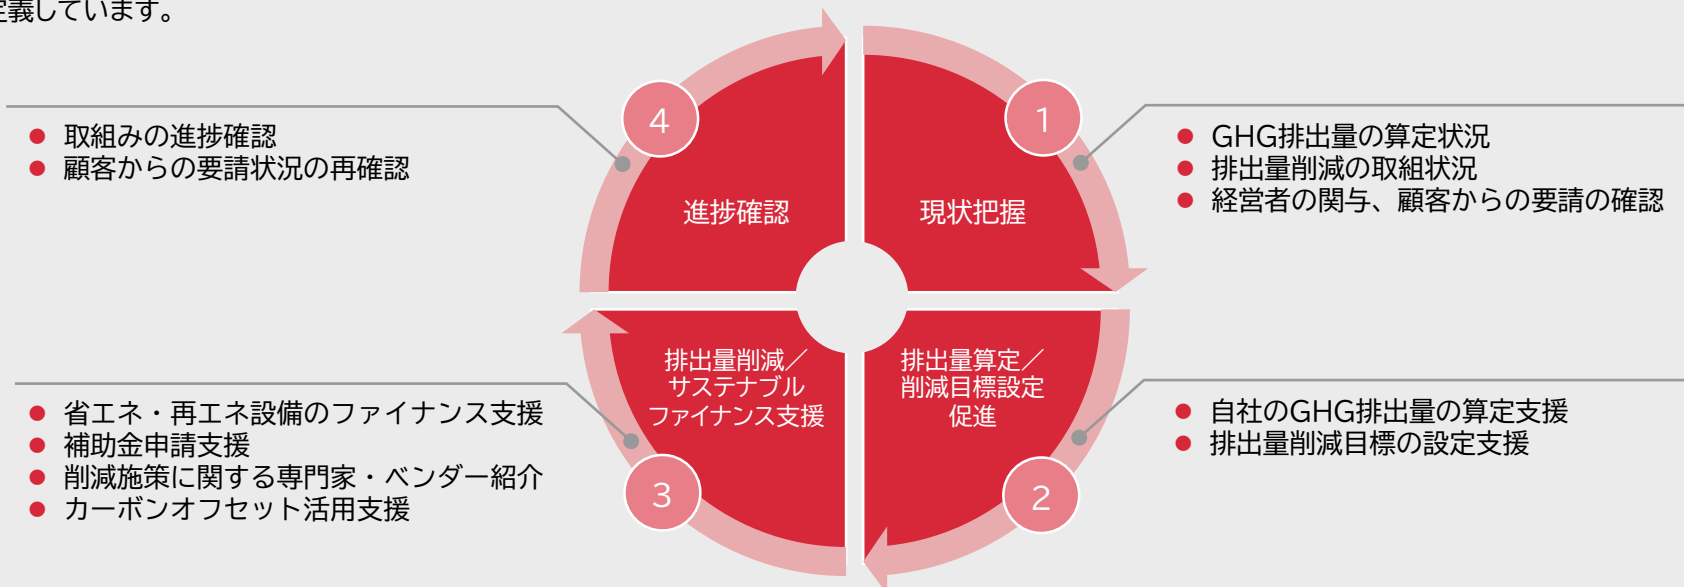 定義しています。
1
現状把握
● GHG排出量の算定状況
● 排出量削減の取組状況
● 経営者の関与、顧客からの要請の確認
2
排出量算定／
削減目標設定
促進
● 自社のGHG排出量の算定支援
● 排出量削減目標の設定支援
3
排出量削減／
サステナブル
ファイナンス支援
● 省エネ・再エネ設備のファイナンス支援
● 補助金申請支援
● 削減施策に関する専門家・ベンダー紹介
● カーボンオフセット活用支援
4
進捗確認
● 取組みの進捗確認
● 顧客からの要請状況の再確認